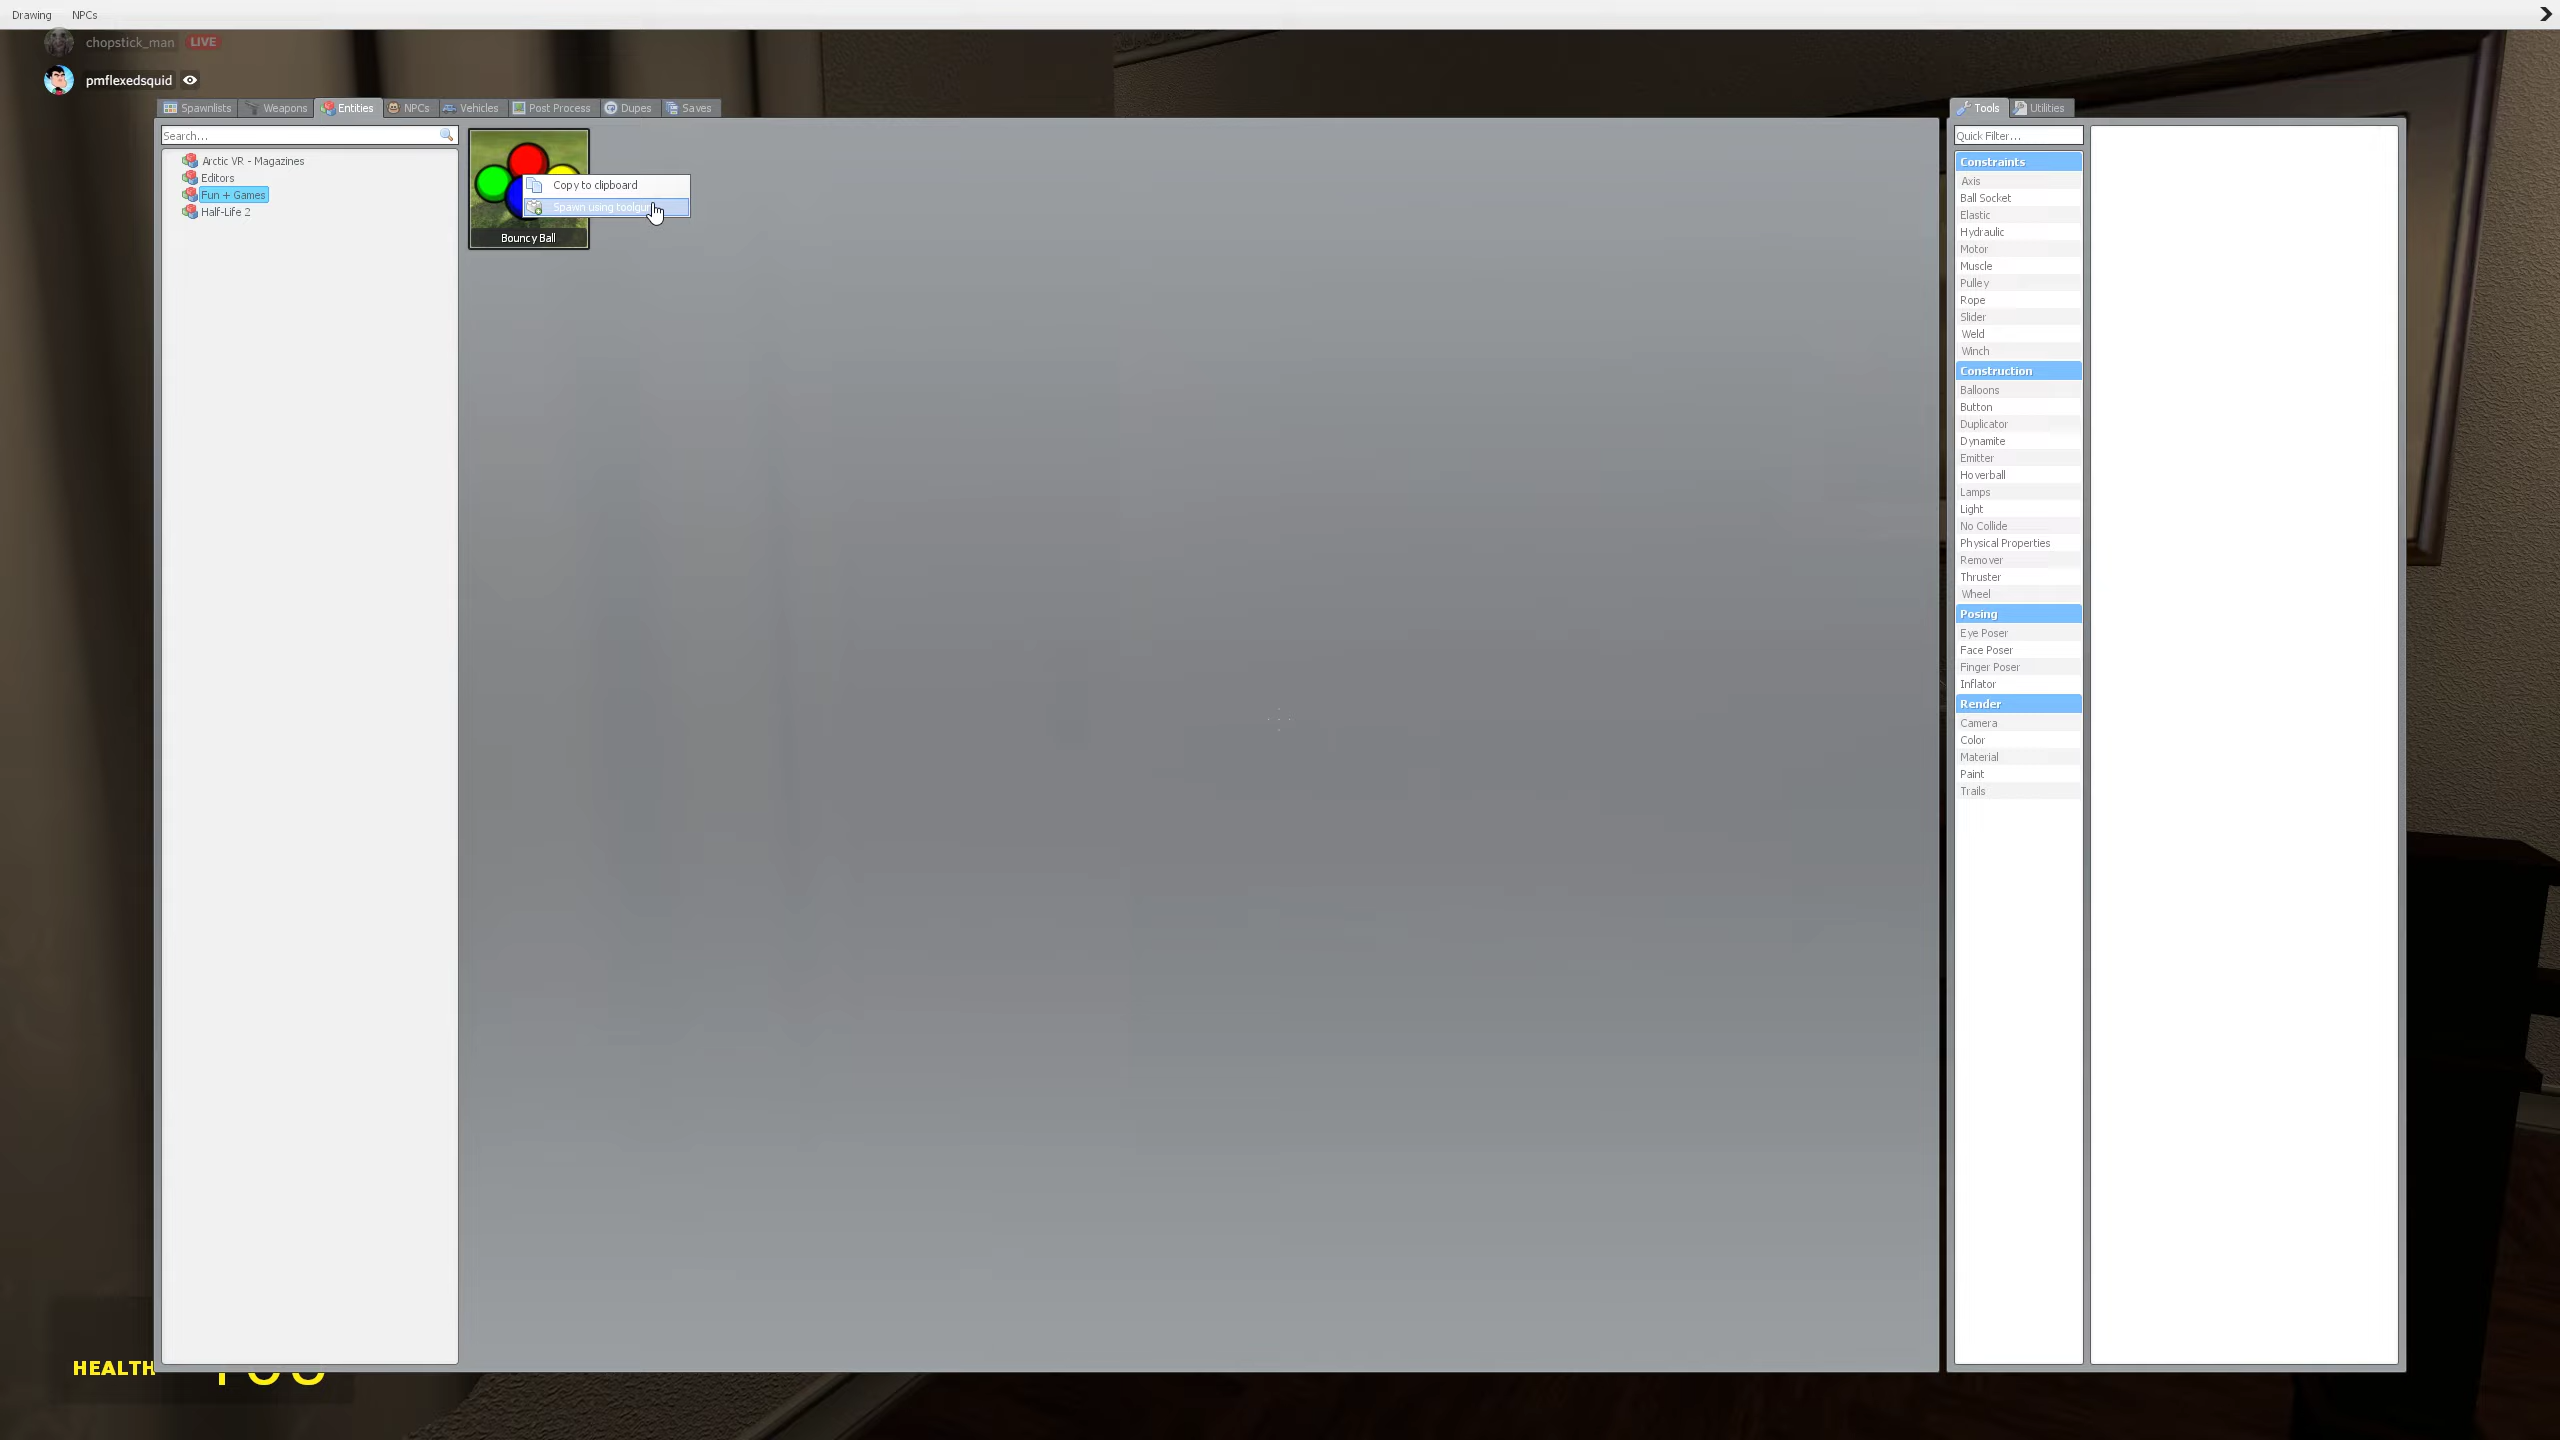 Drawing NPCs
chopstick_man LIVE
pmflexedsquid
Spawnlists Weapons Entities NPCs Vehicles Post Process Dupes Saves
Search...
Arctic VR - Magazines
Editors
Fun + Games
Half-Life 2
Copy to clipboard
Spawn using toolgun
Bouncy Ball
Tools Utilities
Quick Filter...
Constraints
Axis
Ball Socket
Elastic
Hydraulic
Motor
Muscle
Pulley
Rope
Slider
Weld
Winch
Construction
Balloons
Button
Duplicator
Dynamite
Emitter
Hoverball
Lamps
Light
No Collide
Physical Properties
Remover
Thruster
Wheel
Posing
Eye Poser
Face Poser
Finger Poser
Inflator
Render
Camera
Color
Material
Paint
Trails
HEALTH 100